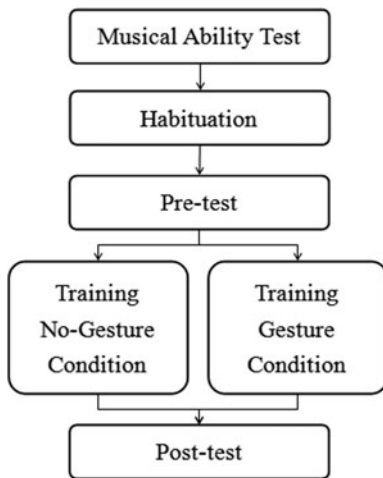 Musical Ability Test
Habituation
Pre-test
Training
No-Gesture
Condition
Training
Gesture
Condition
Post-test